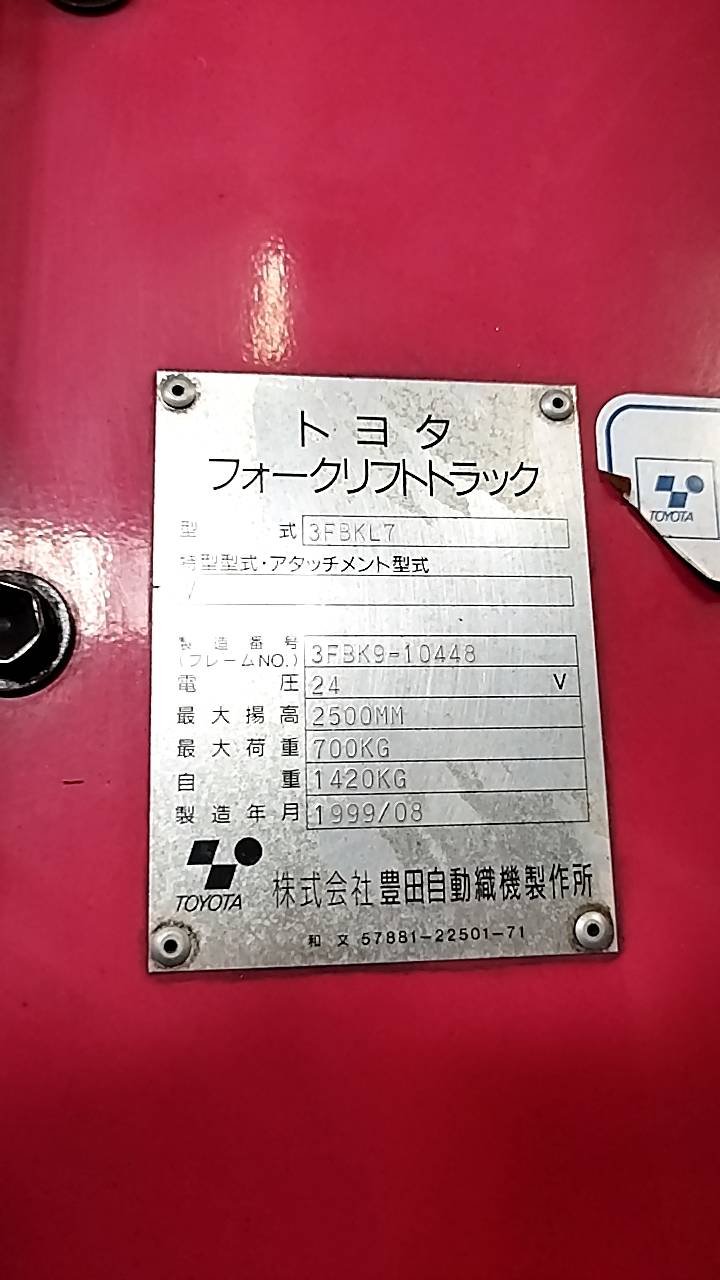 トヨタ
フォークリフトトラック
型式 3FBKL7
特型型式・アタッチメント型式
/
製造番号
(フレームNO.) 3FBK9-10448
電圧 24 V
最大揚高 2500MM
最大荷重 700KG
自重 1420KG
製造年月 1999/08
TOYOTA 株式会社豊田自動織機製作所
和文 57881-22501-71
TOYOTA